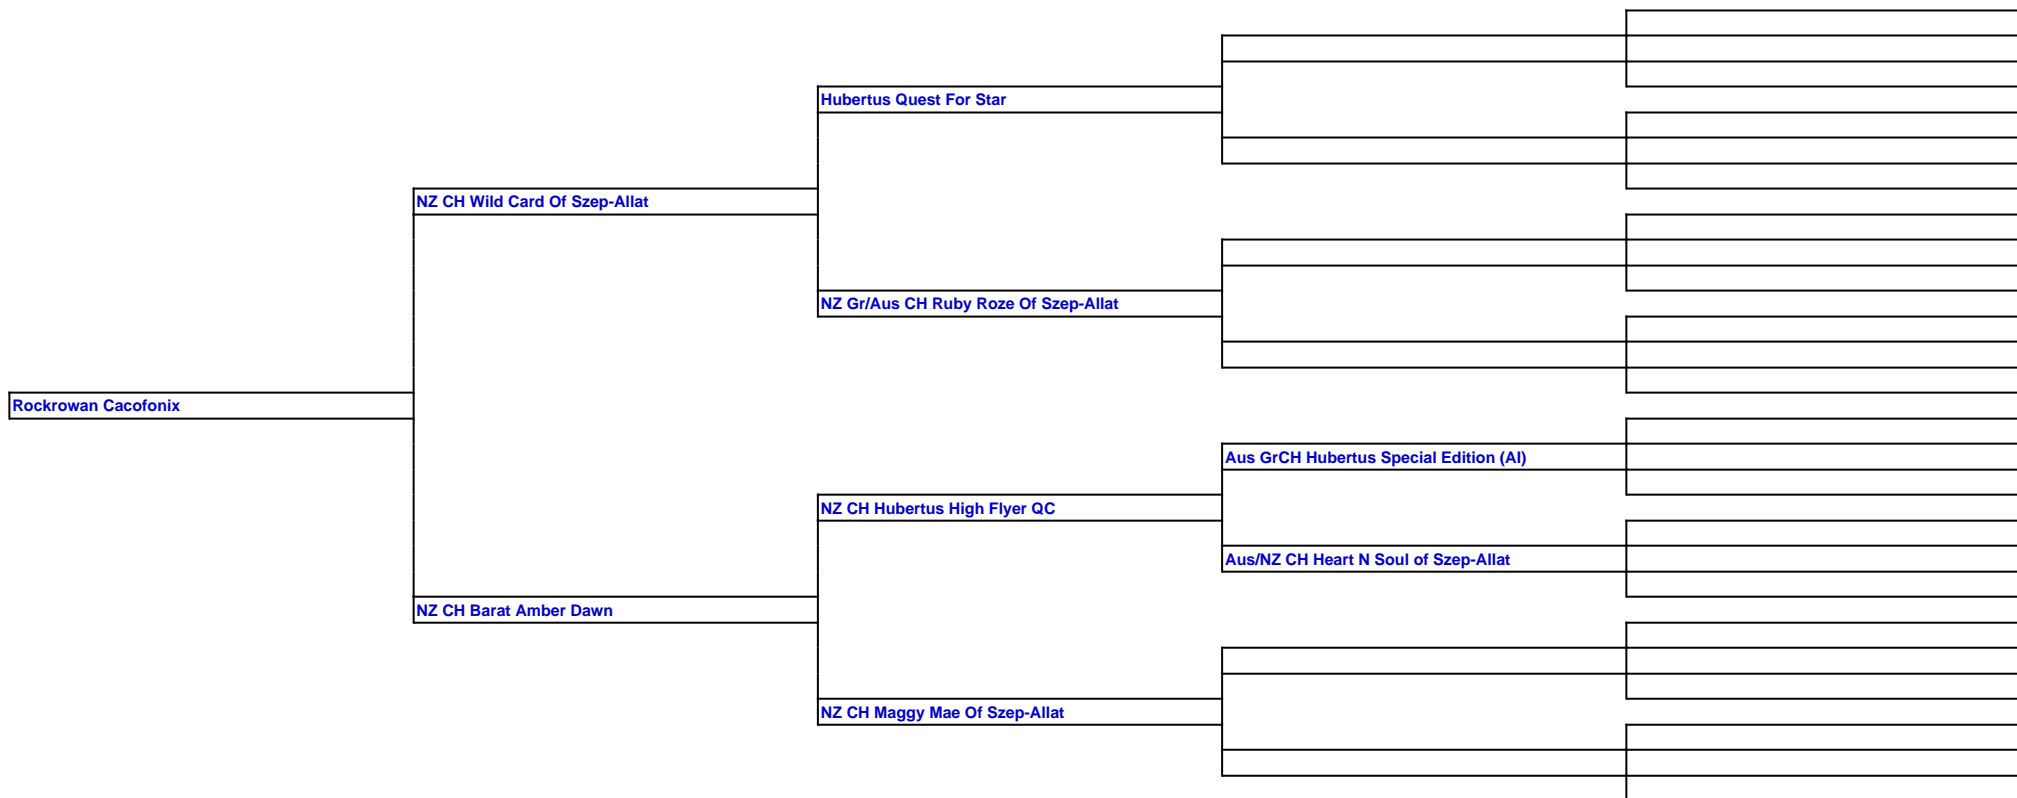 Hubertus Quest For Star
NZ CH Wild Card Of Szep-Allat
NZ Gr/Aus CH Ruby Roze Of Szep-Allat
Rockrowan Cacofonix
Aus GrCH Hubertus Special Edition (AI)
NZ CH Hubertus High Flyer QC
Aus/NZ CH Heart N Soul of Szep-Allat
NZ CH Barat Amber Dawn
NZ CH Maggy Mae Of Szep-Allat